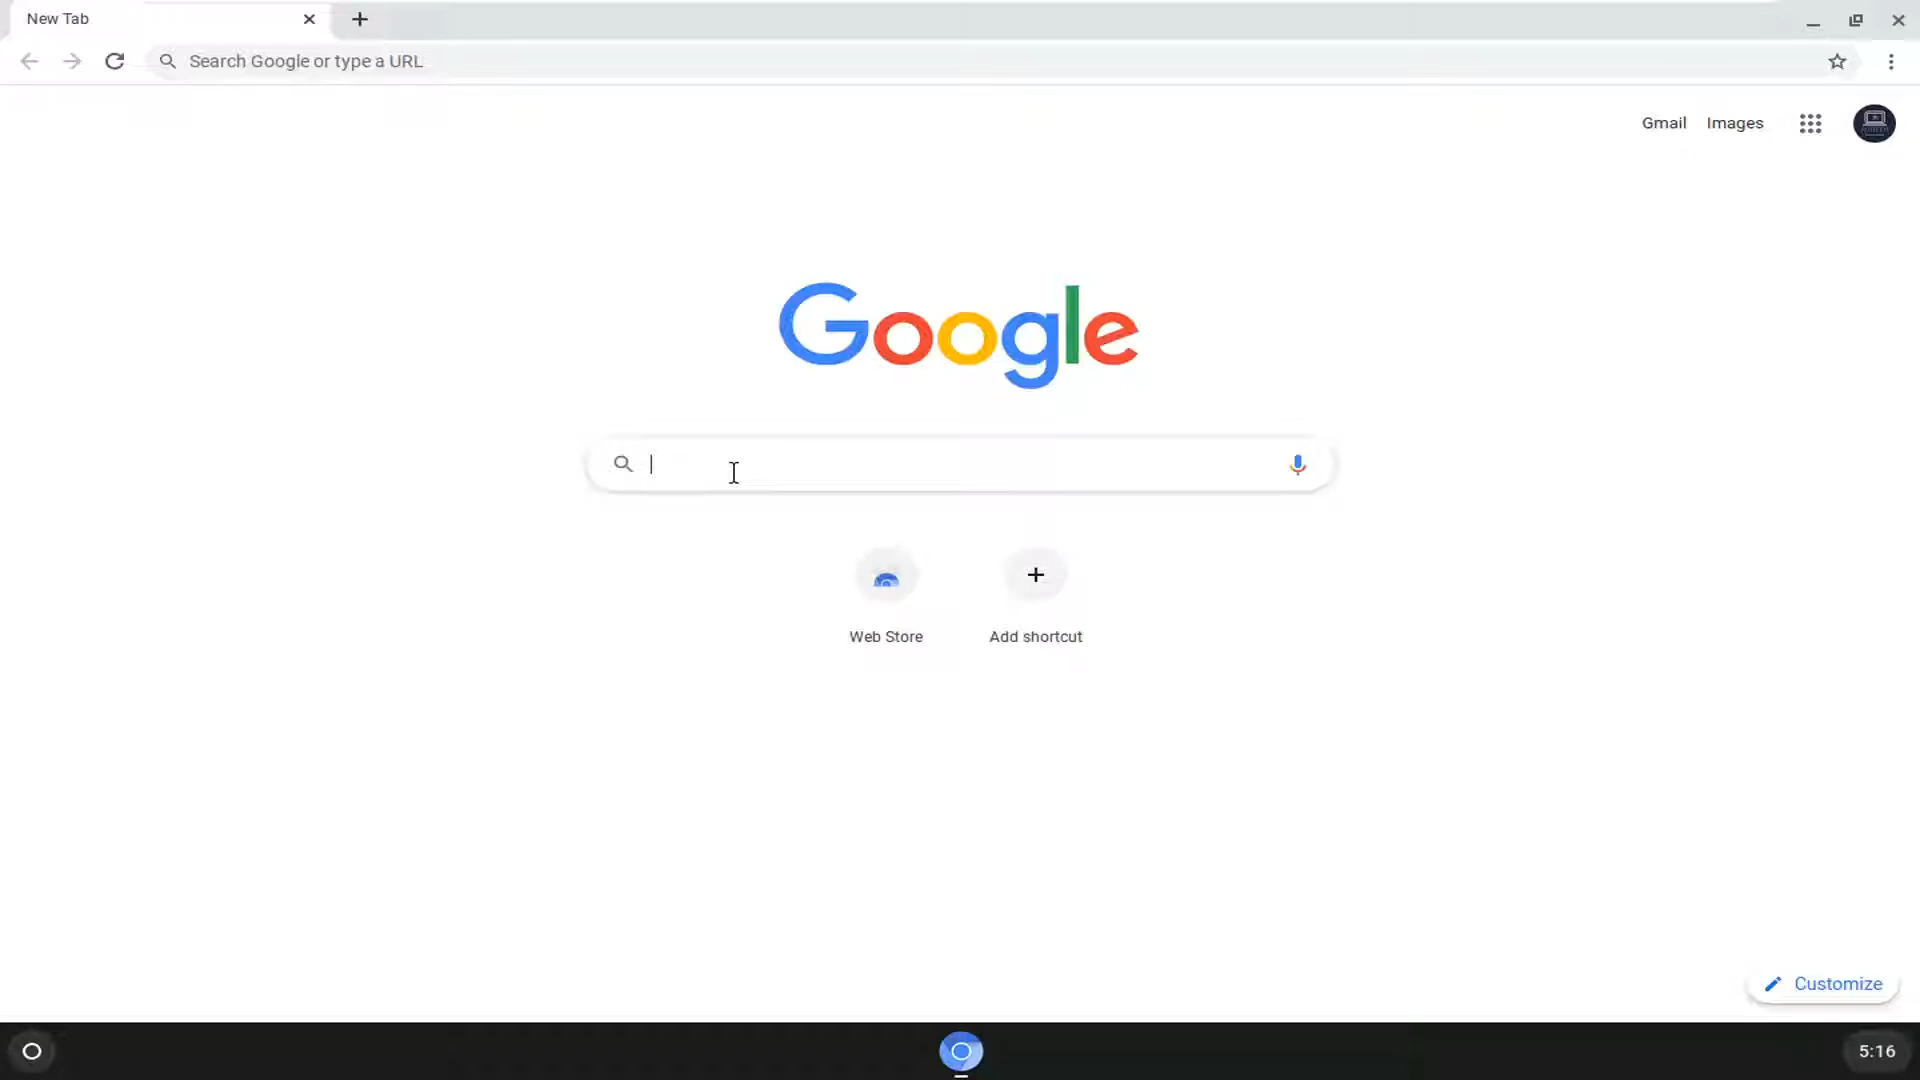 New Tab
Search Google or type a URL
Gmail Images
Google
Web Store Add shortcut
Customize
5:16